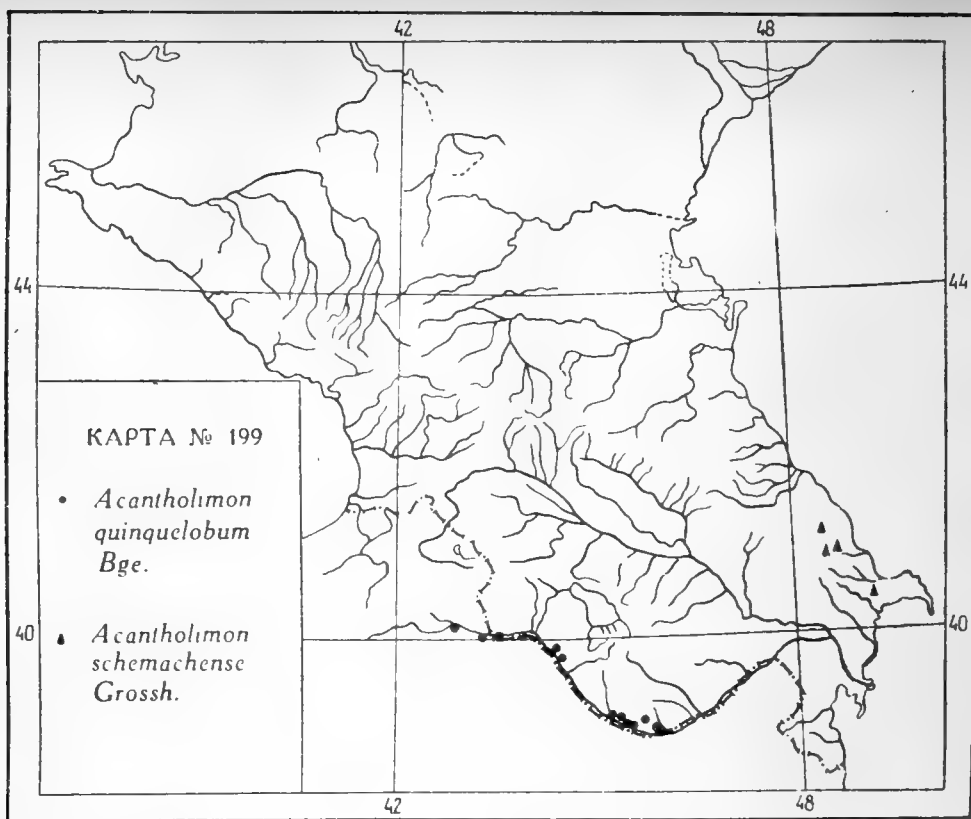 42 48
44 44
КАРТА № 199
Acantholimon
quinquelobum
Bge.
Acantholimon
schemachense
Grossh.
40 40
42 48